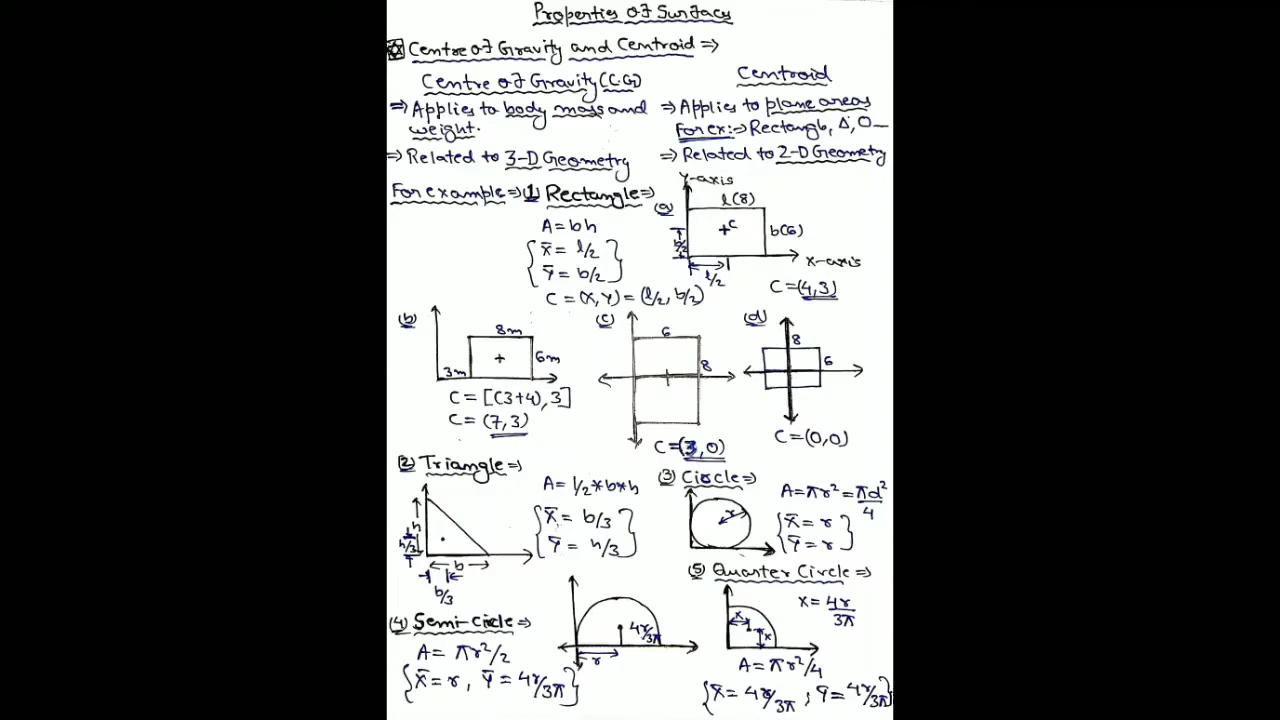 Properties of Surfacs
Centre of Gravity and Centroid ⇒
Centre of Gravity (C.G)
⇒ Applies to body mass and
weight.
⇒ Related to 3-D Geometry
Centroid
⇒ Applies to plane areas
For ex:⇒ Rectangle, Δ, O —
⇒ Related to 2-D Geometry
For example ⇒ (1) Rectangle ⇒
A = bh
X̄ = l/2
Ȳ = b/2
C = (X, Y) = (l/2, b/2)
(a)
Y-axis
l(8)
+C
b(6)
b/2
X-axis
l/2
C = (4,3)
(b)
8m
+
6m
3m
C = [(3+4), 3]
C = (7,3)
(c)
6
8
C = (3,0)
(d)
8
6
C = (0,0)
(2) Triangle ⇒
A = 1/2 * b * h
X̄ = b/3
Ȳ = h/3
h
h/3
b
b/3
(3) Circle ⇒
r
A = πr² = πd²/4
X̄ = r
Ȳ = r
(4) Semi-Cicle ⇒
A = πr²/2
{X̄ = r, Ȳ = 4r/3π}
4r/3π
r
(5) Quarter Circle ⇒
x
x
x = 4r/3π
A = πr²/4
{X̄ = 4r/3π, Ȳ = 4r/3π}